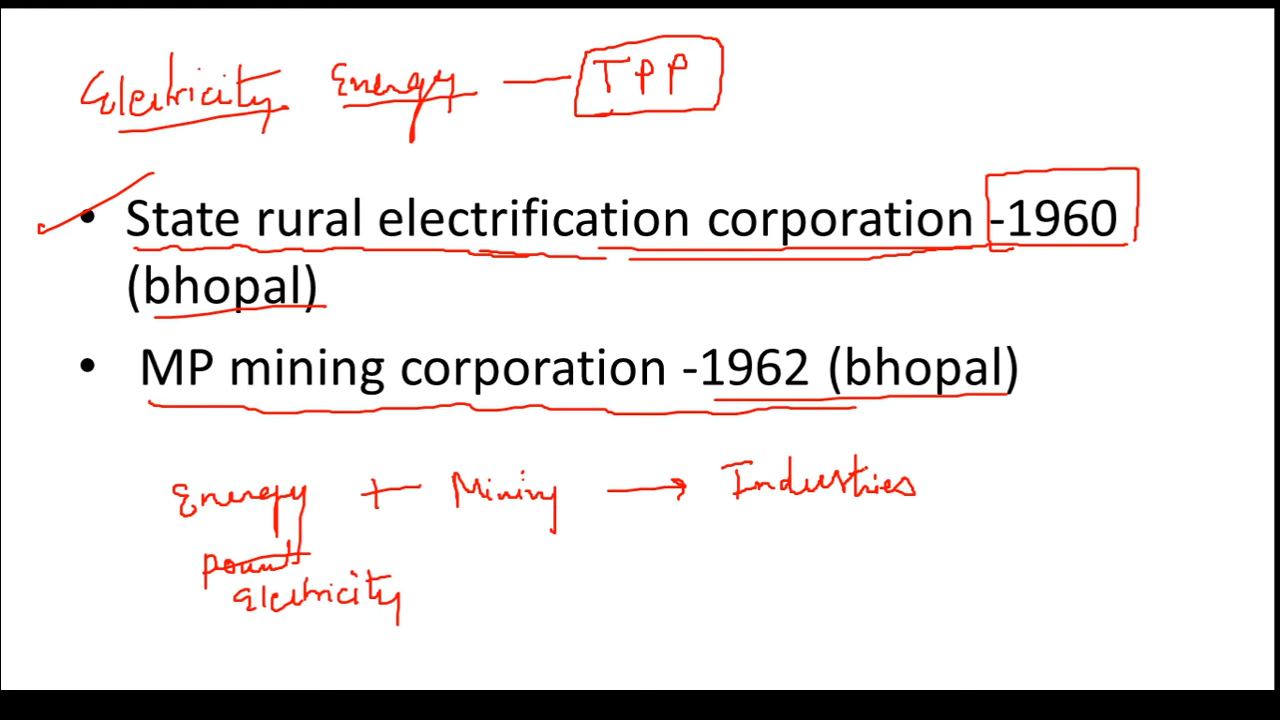 Electricity Energy — TPP
• State rural electrification corporation -1960
(bhopal)
• MP mining corporation -1962 (bhopal)
Energy + Mining → Industries
Electricity